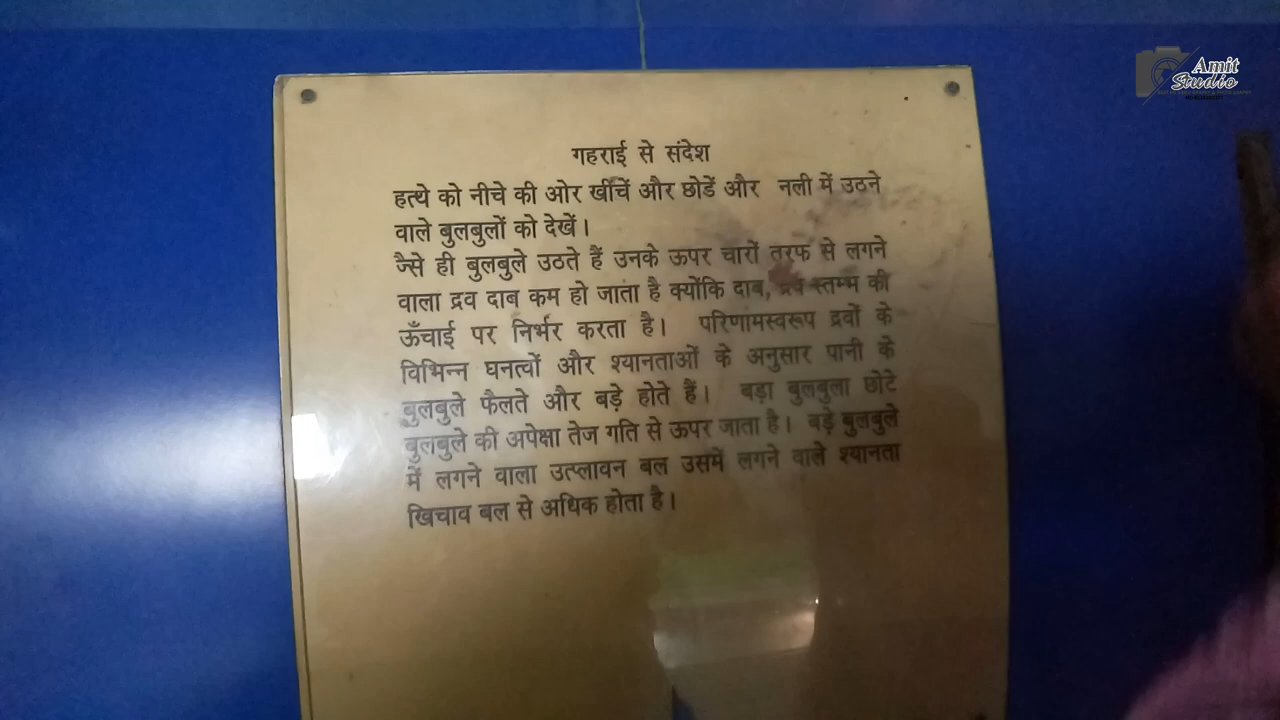 गहराई से संदेश
हत्थे को नीचे की ओर खींचें और छोडें और नली में उठने
वाले बुलबुलों को देखें।
जैसे ही बुलबुले उठते हैं उनके ऊपर चारों तरफ से लगने
वाला द्रव दाब कम हो जाता है क्योंकि दाब, द्रव स्तम्भ की
ऊँचाई पर निर्भर करता है। परिणामस्वरूप द्रवों के
विभिन्न घनत्वों और श्यानताओं के अनुसार पानी के
बुलबुले फैलते और बड़े होते हैं। बड़ा बुलबुला छोटे
बुलबुले की अपेक्षा तेज गति से ऊपर जाता है। बड़े बुलबुले
में लगने वाला उत्प्लावन बल उसमें लगने वाले श्यानता
खिचाव बल से अधिक होता है।
Amit
Studio